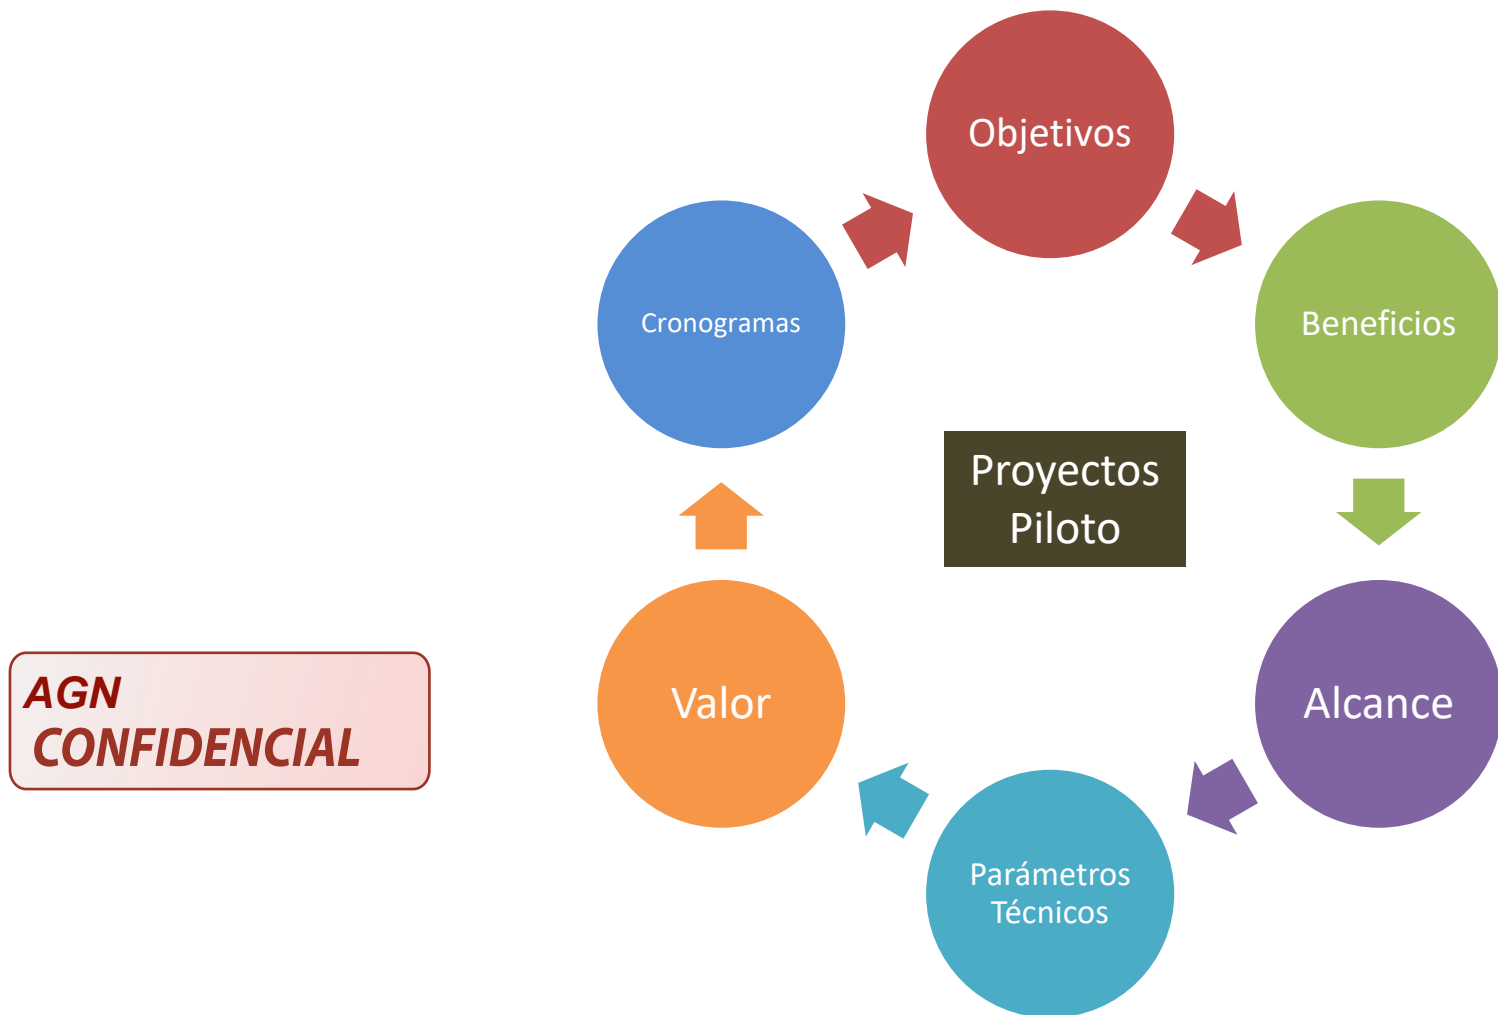 Objetivos
Beneficios
Alcance
Parámetros
Técnicos
Valor
Cronogramas
Proyectos
Piloto
AGN
CONFIDENCIAL